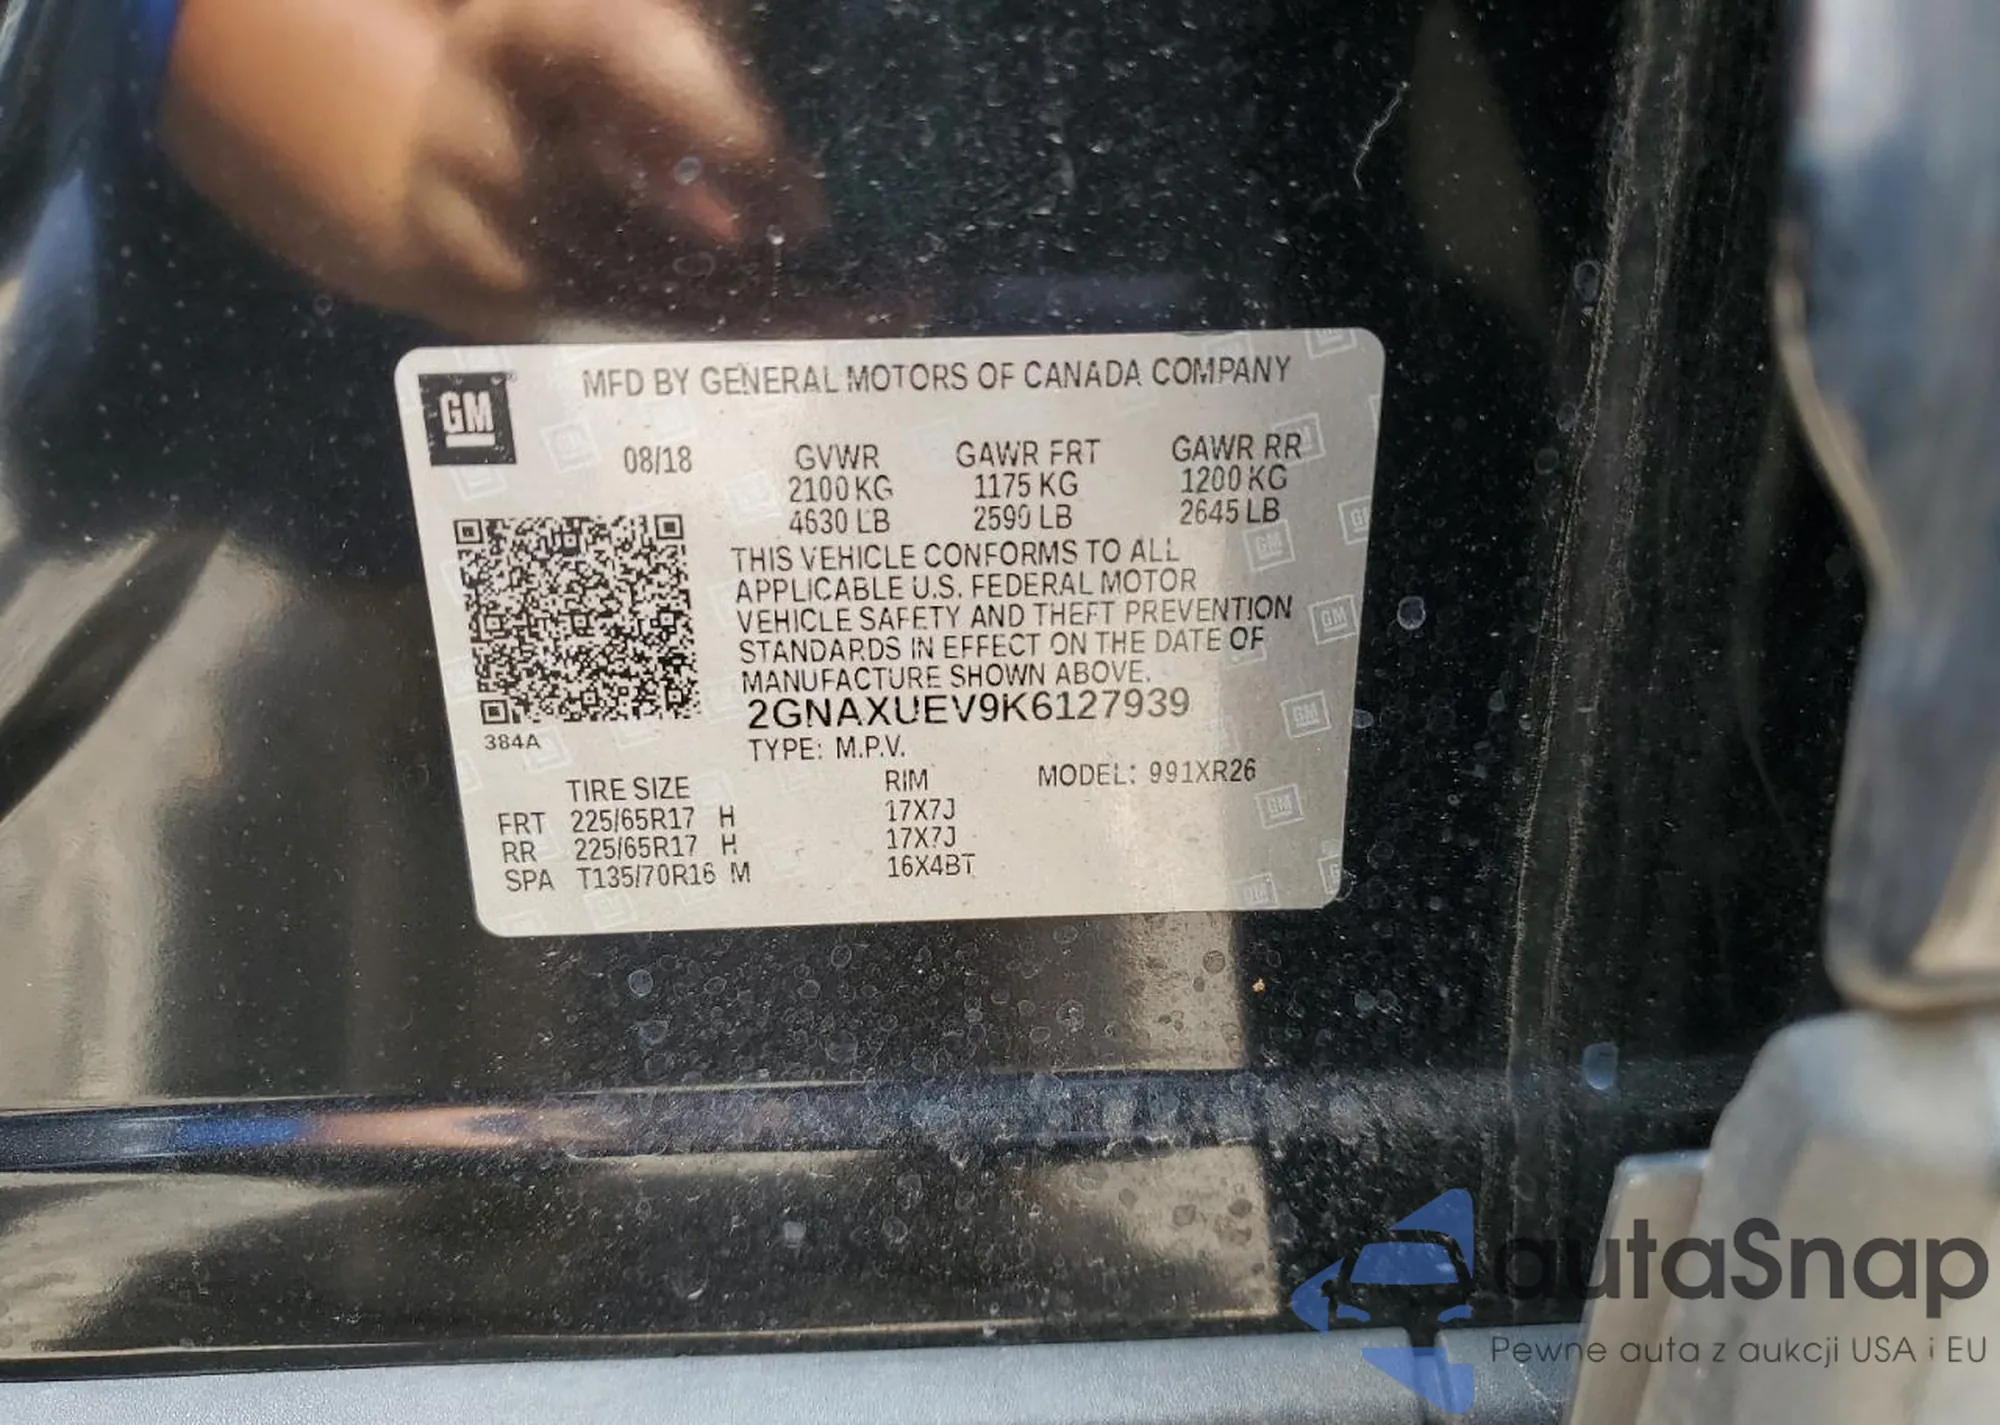 GM
MFD BY GENERAL MOTORS OF CANADA COMPANY
08/18 GVWR GAWR FRT GAWR RR
2100 KG 1175 KG 1200 KG
4630 LB 2590 LB 2645 LB
THIS VEHICLE CONFORMS TO ALL
APPLICABLE U.S. FEDERAL MOTOR
VEHICLE SAFETY AND THEFT PREVENTION
STANDARDS IN EFFECT ON THE DATE OF
MANUFACTURE SHOWN ABOVE.
2GNAXUEV9K6127939
384A
TYPE: M.P.V.
TIRE SIZE RIM MODEL: 991XR26
FRT 225/65R17 H 17X7J
RR 225/65R17 H 17X7J
SPA T135/70R16 M 16X4BT
autaSnap
Pewne auta z aukcji USA i EU